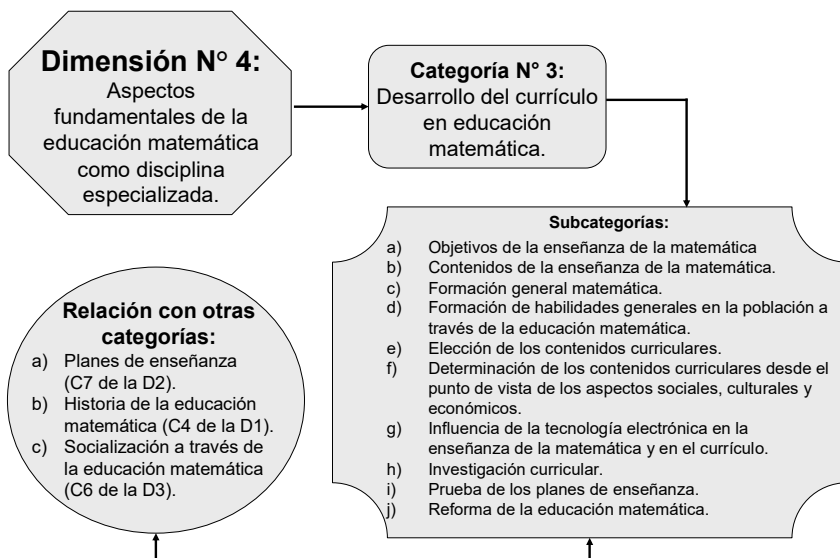 Dimensión N° 4:
Aspectos
fundamentales de la
educación matemática
como disciplina
especializada.
Categoría N° 3:
Desarrollo del currículo
en educación
matemática.
Subcategorías:
a) Objetivos de la enseñanza de la matemática
b) Contenidos de la enseñanza de la matemática.
c) Formación general matemática.
d) Formación de habilidades generales en la población a
través de la educación matemática.
e) Elección de los contenidos curriculares.
f) Determinación de los contenidos curriculares desde el
punto de vista de los aspectos sociales, culturales y
económicos.
g) Influencia de la tecnología electrónica en la
enseñanza de la matemática y en el currículo.
h) Investigación curricular.
i) Prueba de los planes de enseñanza.
j) Reforma de la educación matemática.
Relación con otras
categorías:
a) Planes de enseñanza
(C7 de la D2).
b) Historia de la educación
matemática (C4 de la D1).
c) Socialización a través de
la educación matemática
(C6 de la D3).